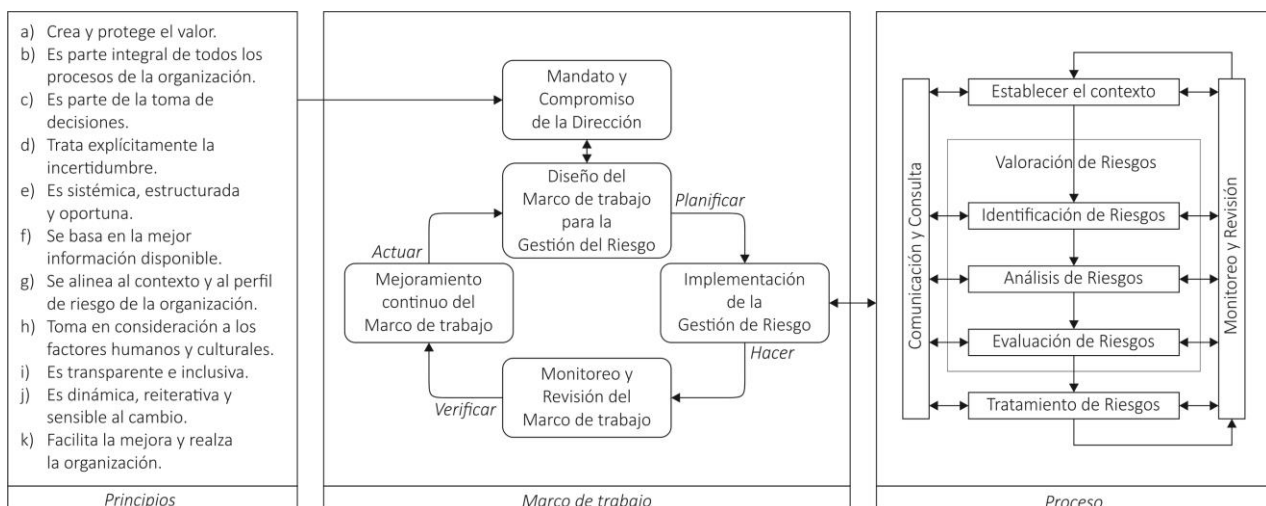 a) Crea y protege el valor.
b) Es parte integral de todos los
procesos de la organización.
c) Es parte de la toma de
decisiones.
d) Trata explícitamente la
incertidumbre.
e) Es sistémica, estructurada
y oportuna.
f) Se basa en la mejor
información disponible.
g) Se alinea al contexto y al perfil
de riesgo de la organización.
h) Toma en consideración a los
factores humanos y culturales.
i) Es transparente e inclusiva.
j) Es dinámica, reiterativa y
sensible al cambio.
k) Facilita la mejora y realza
la organización.
Principios
Mandato y
Compromiso
de la Dirección
Diseño del
Marco de trabajo
para la
Gestión del Riesgo
Planificar
Actuar
Mejoramiento
continuo del
Marco de trabajo
Implementación
de la
Gestión de Riesgo
Hacer
Verificar
Monitoreo y
Revisión del
Marco de trabajo
Marco de trabajo
Comunicación y Consulta
Establecer el contexto
Valoración de Riesgos
Identificación de Riesgos
Análisis de Riesgos
Evaluación de Riesgos
Tratamiento de Riesgos
Monitoreo y Revisión
Proceso